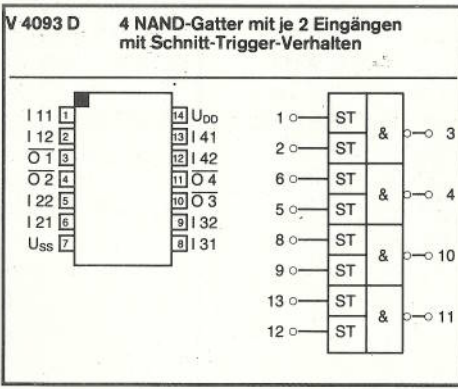 V 4093 D 4 NAND-Gatter mit je 2 Eingängen
mit Schnitt-Trigger-Verhalten
I 11 1 14 U_DD
I 12 2 13 I 41
O̅ 1̅ 3 12 I 42
O̅ 2̅ 4 11 O̅ 4̅
I 22 5 10 O̅ 3̅
I 21 6 9 I 32
U_SS 7 8 I 31
1 ST
& 3
2 ST
6 ST
& 4
5 ST
8 ST
& 10
9 ST
13 ST
& 11
12 ST